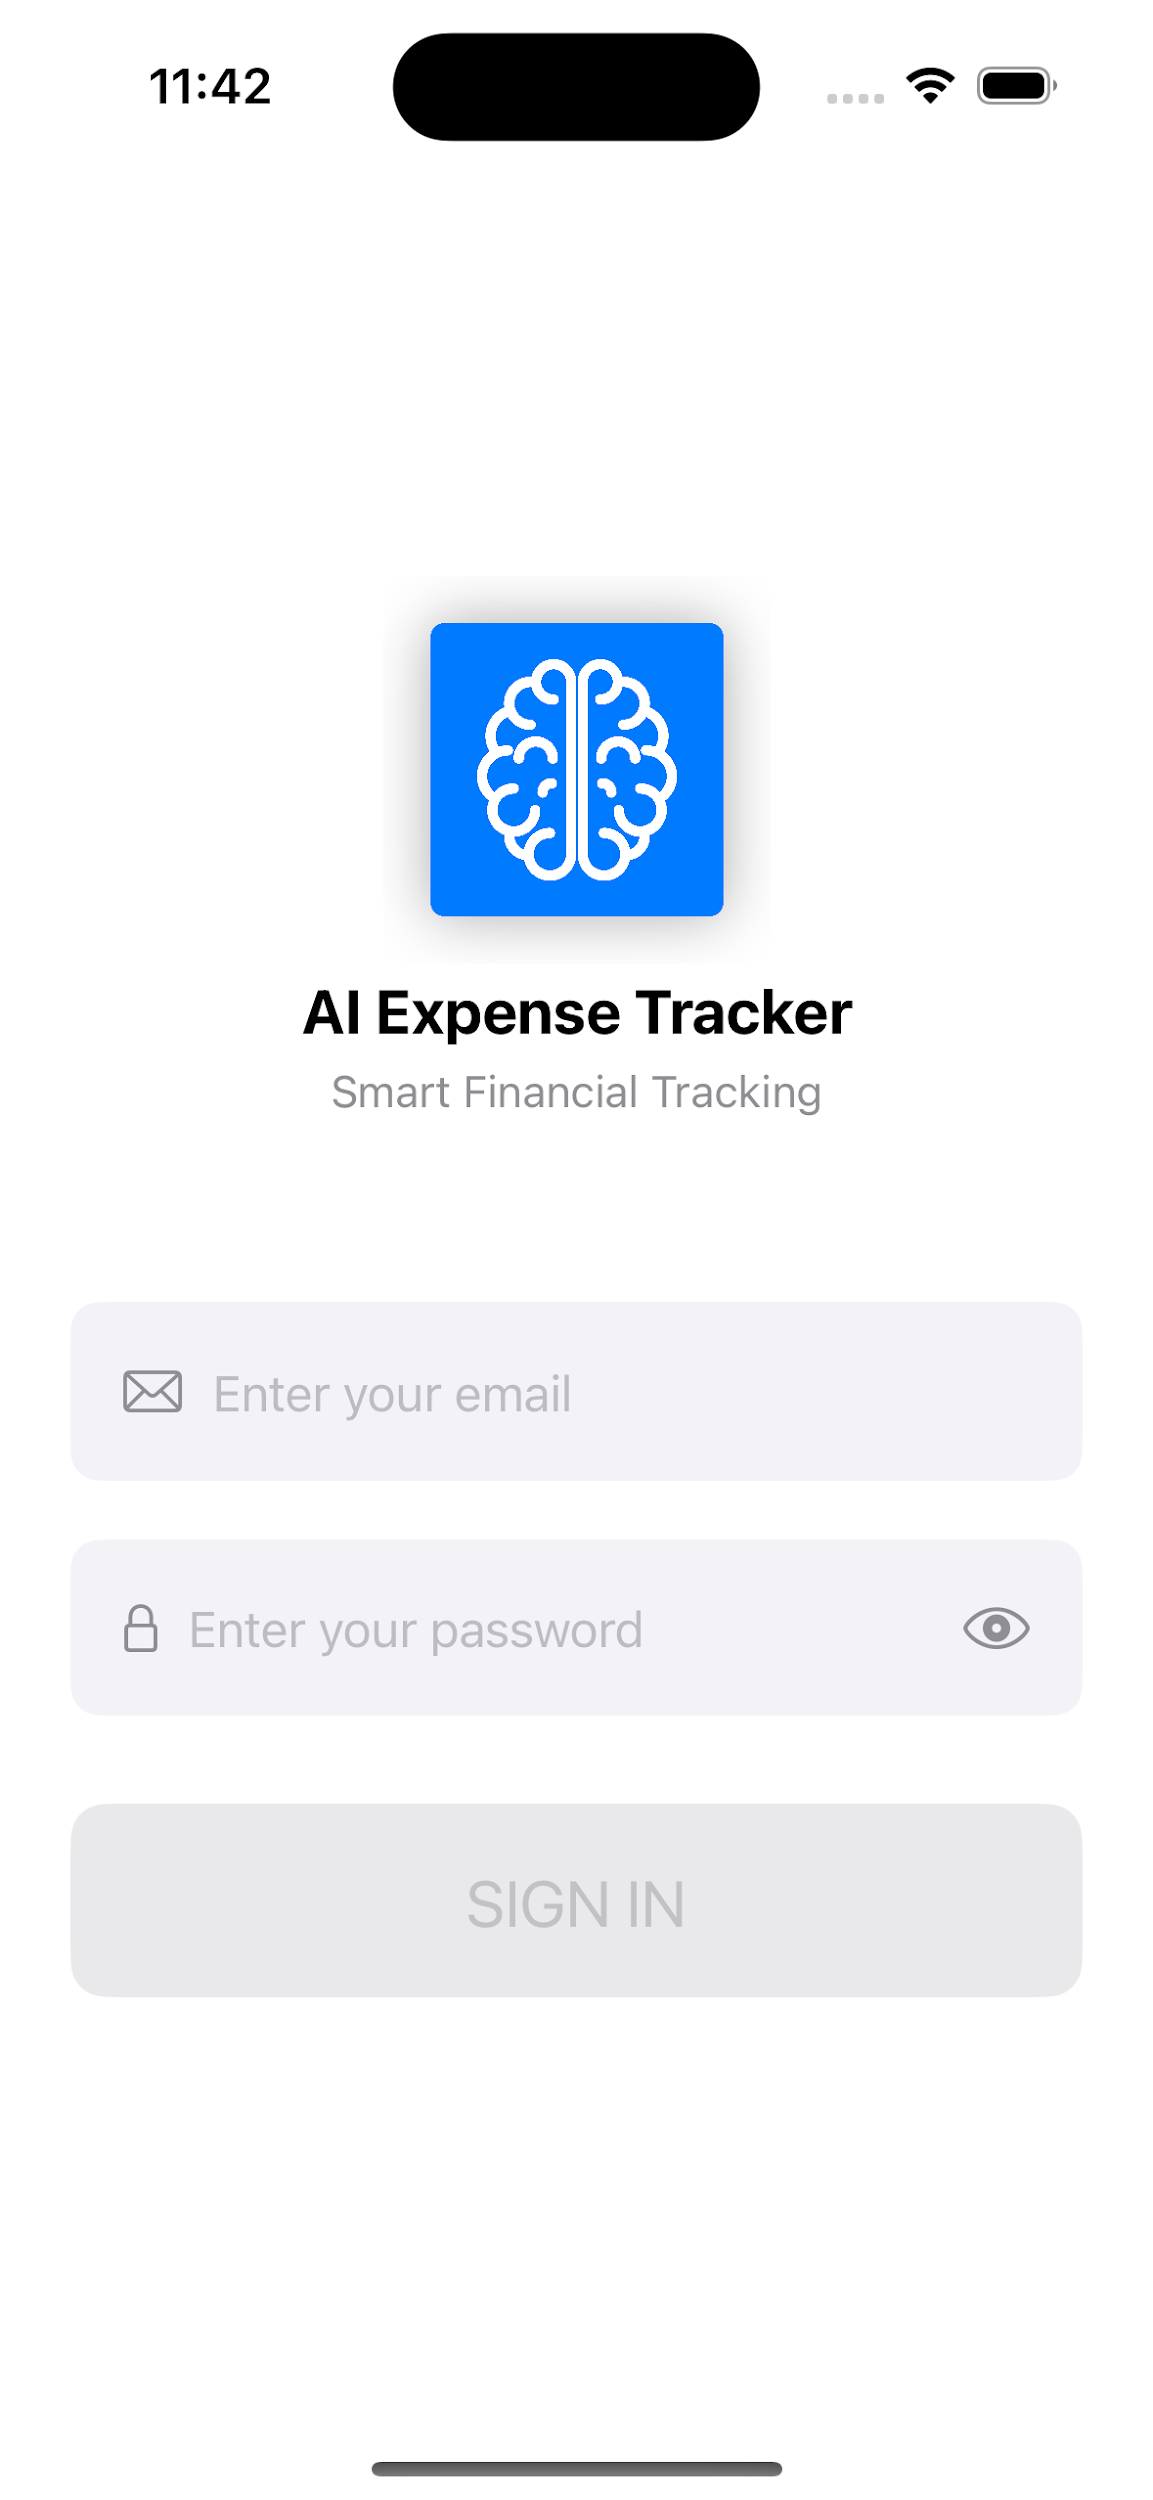 11:42
AI Expense Tracker
Smart Financial Tracking
Enter your email
Enter your password
SIGN IN